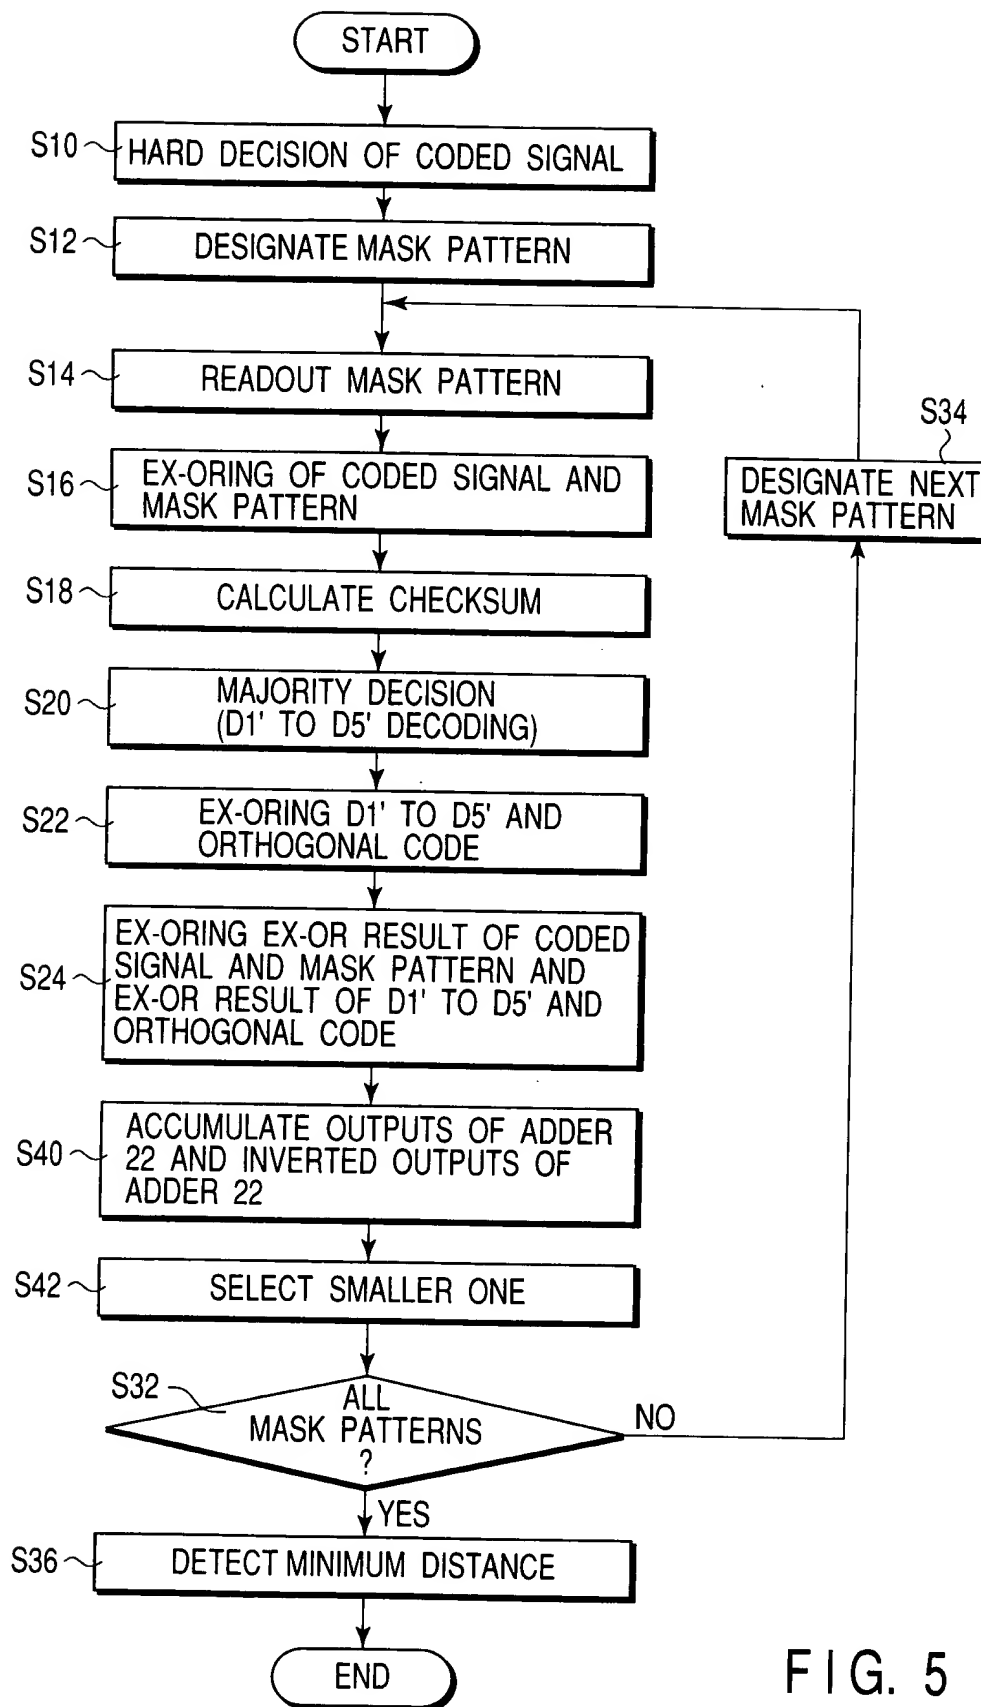 START
S10
HARD DECISION OF CODED SIGNAL
S12
DESIGNATE MASK PATTERN
S14
READOUT MASK PATTERN
S34
DESIGNATE NEXT
MASK PATTERN
S16
EX-ORING OF CODED SIGNAL AND
MASK PATTERN
S18
CALCULATE CHECKSUM
S20
MAJORITY DECISION
(D1' TO D5' DECODING)
S22
EX-ORING D1' TO D5' AND
ORTHOGONAL CODE
S24
EX-ORING EX-OR RESULT OF CODED
SIGNAL AND MASK PATTERN AND
EX-OR RESULT OF D1' TO D5' AND
ORTHOGONAL CODE
S40
ACCUMULATE OUTPUTS OF ADDER
22 AND INVERTED OUTPUTS OF
ADDER 22
S42
SELECT SMALLER ONE
S32
ALL
MASK PATTERNS
?
NO
YES
S36
DETECT MINIMUM DISTANCE
END
FIG. 5